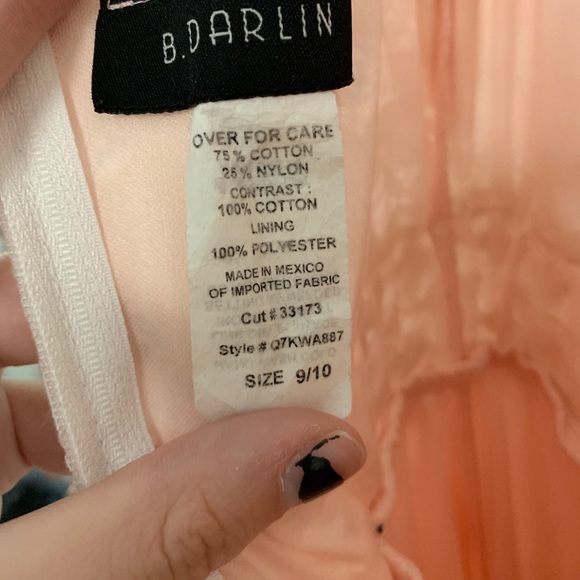 B.DARLIN
OVER FOR CARE
75% COTTON
25% NYLON
CONTRAST :
100% COTTON
LINING
100% POLYESTER
MADE IN MEXICO
OF IMPORTED FABRIC
Cut # 33173
Style # Q7KWA887
SIZE 9/10